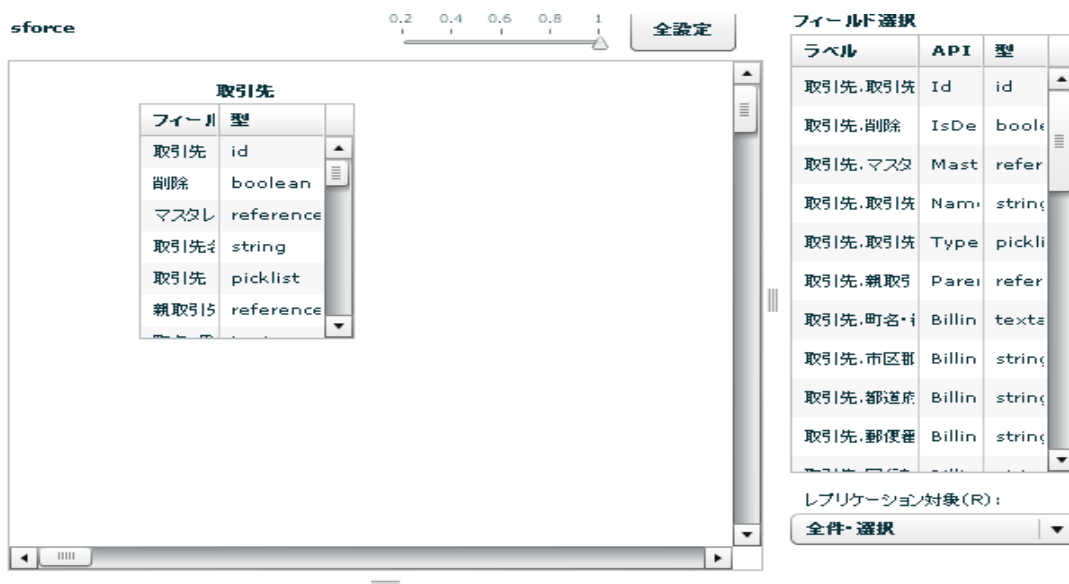 sforce
0.2 0.4 0.6 0.8 1
全設定
取引先
フィール 型
取引先 id
削除 boolean
マスタレ reference
取引先名 string
取引先 picklist
親取引先 reference
フィールド選択
ラベル API 型
取引先.取引先 Id id
取引先.削除 IsDe boole
取引先.マスタ Mast refer
取引先.取引先 Nam string
取引先.取引先 Type pickli
取引先.親取引 Pare refer
取引先.町名・ Billin texta
取引先.市区郡 Billin string
取引先.都道府 Billin string
取引先.郵便番 Billin string
レプリケーション対象(R):
全件・選択